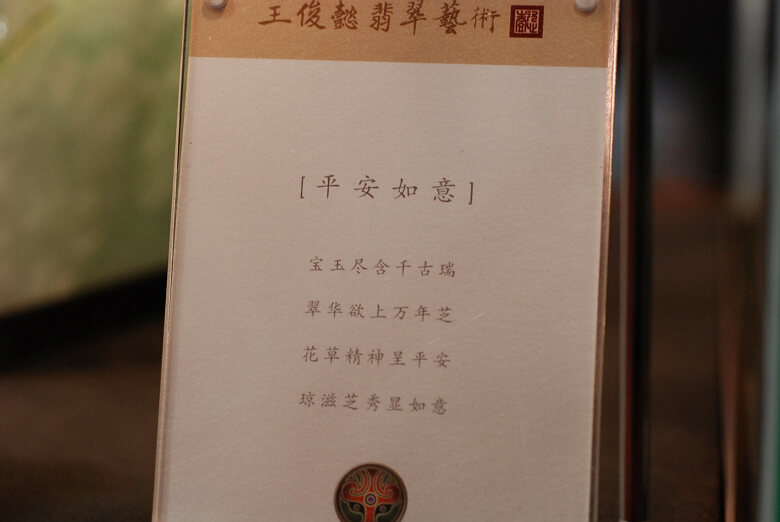 王俊懿翡翠藝術
[平安如意]
宝玉尽含千古瑞
翠华欲上万年芝
花草精神呈平安
琼滋芝秀显如意